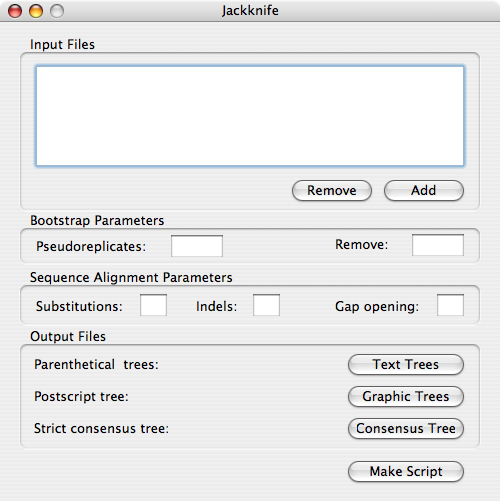 Jackknife
Input Files
Remove Add
Bootstrap Parameters
Pseudoreplicates: Remove:
Sequence Alignment Parameters
Substitutions: Indels: Gap opening:
Output Files
Parenthetical trees: Text Trees
Postscript tree: Graphic Trees
Strict consensus tree: Consensus Tree
Make Script